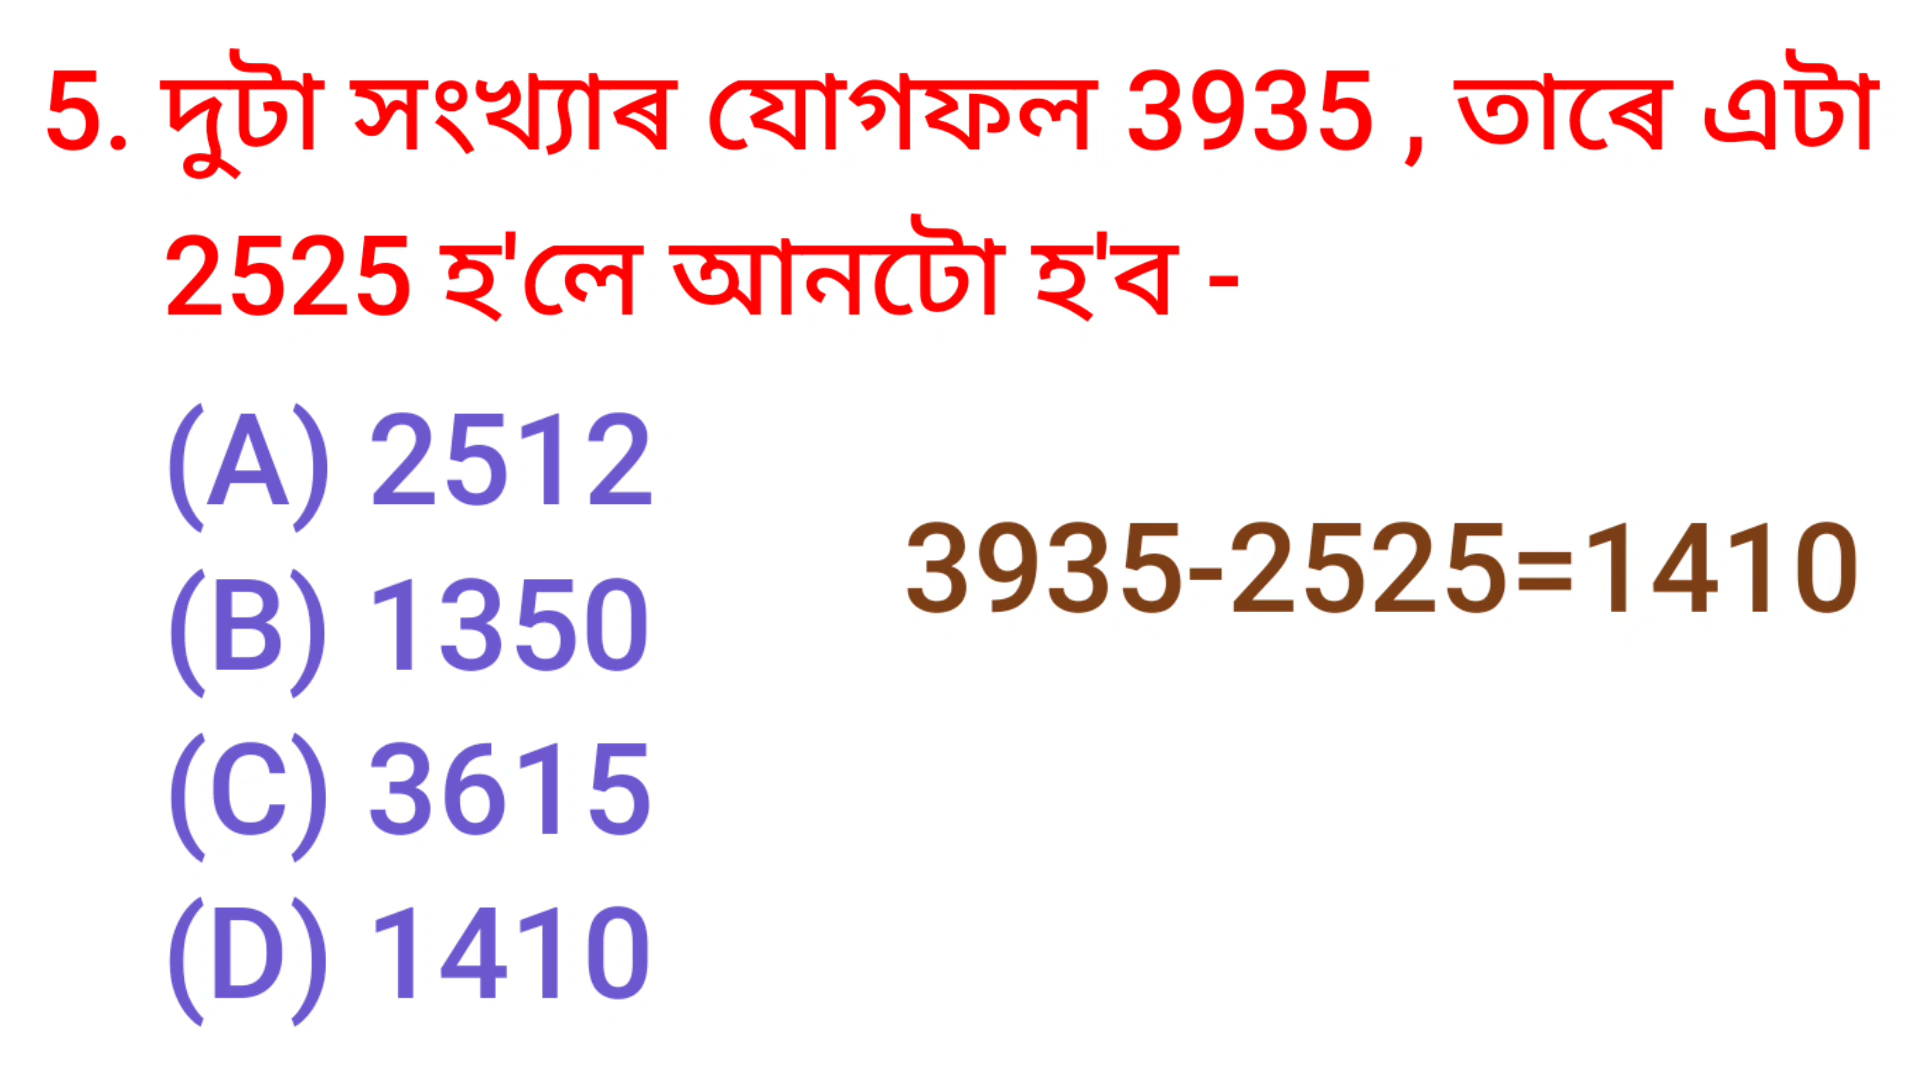 5. দুটা সংখ্যাৰ যোগফল 3935 , তাৰে এটা
2525 হ'লে আনটো হ'ব -
(A) 2512
(B) 1350
(C) 3615
(D) 1410
3935-2525=1410